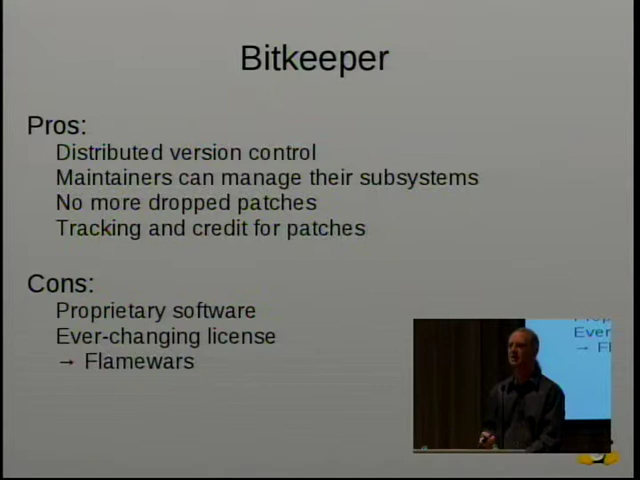 Bitkeeper
Pros:
Distributed version control
Maintainers can manage their subsystems
No more dropped patches
Tracking and credit for patches
Cons:
Proprietary software
Ever-changing license
→ Flamewars
Ever
→